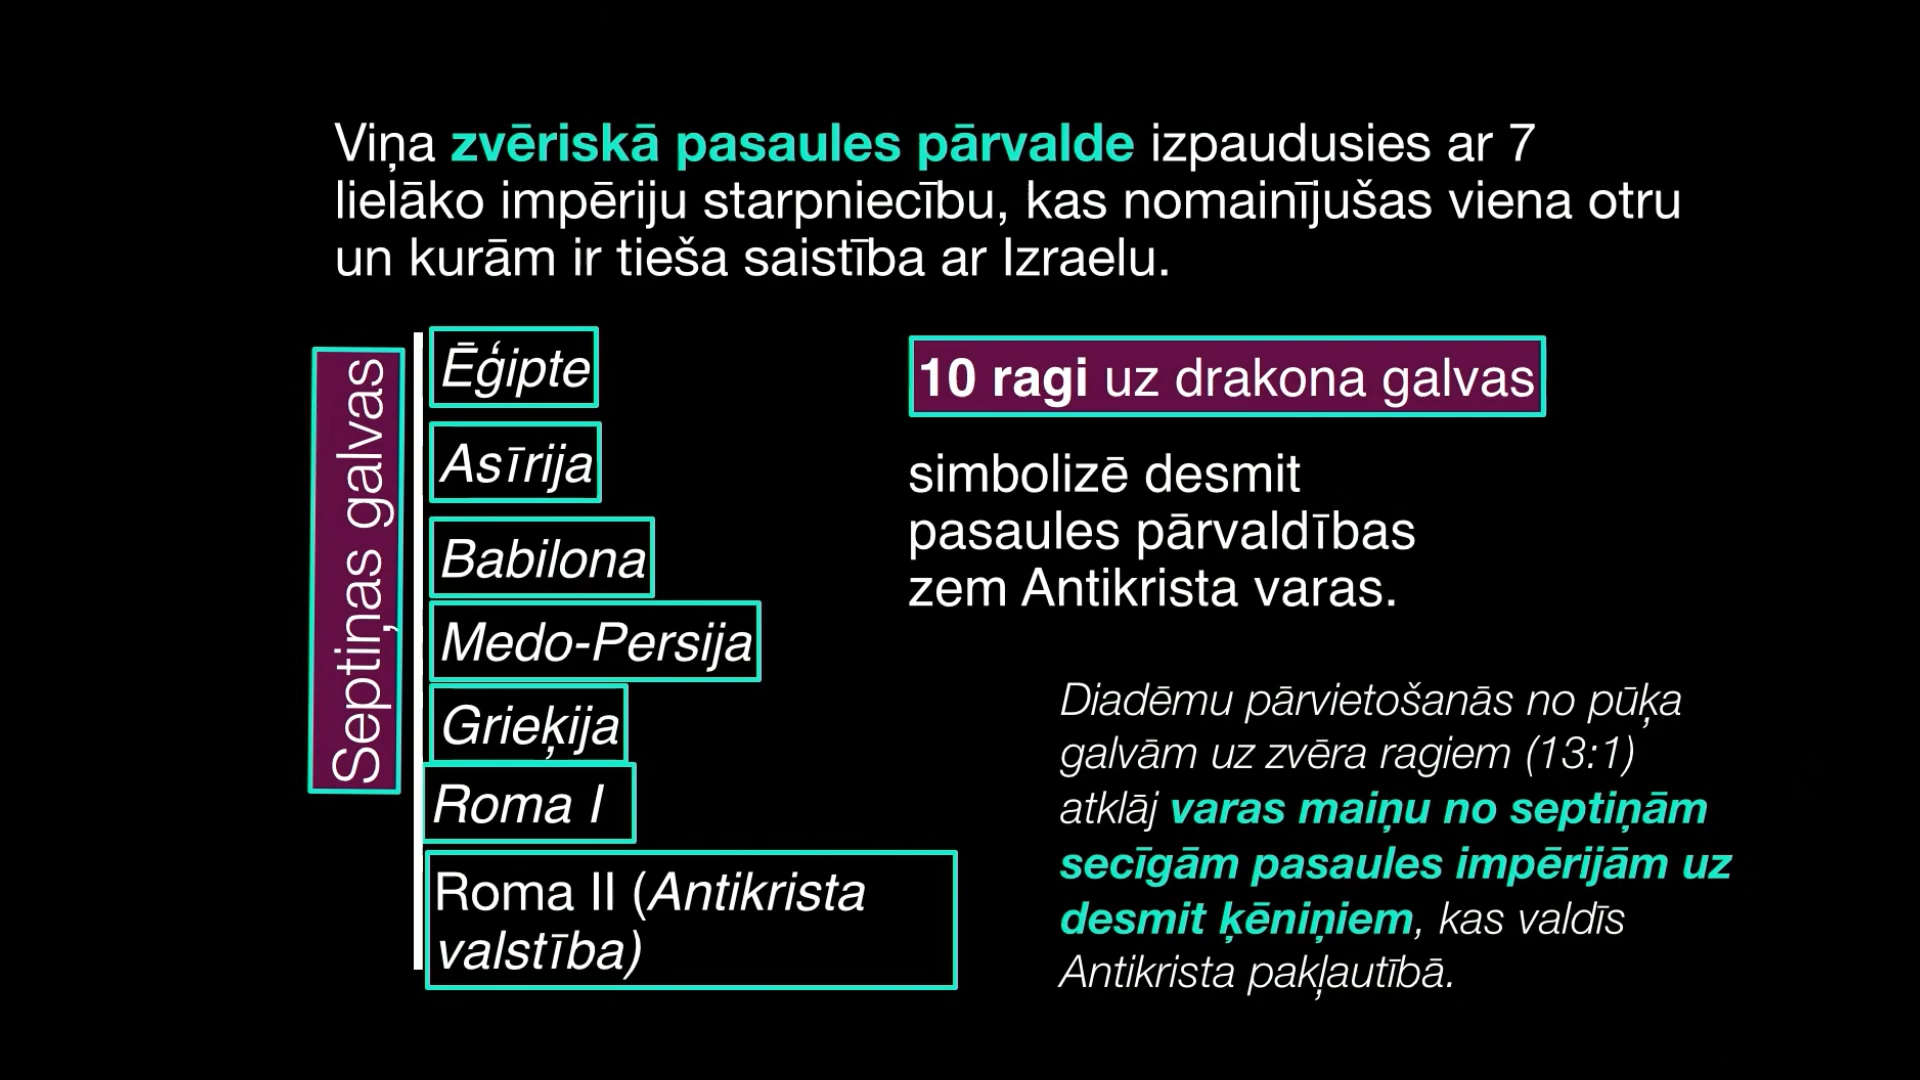 Viņa zvēriskā pasaules pārvalde izpaudusies ar 7
lielāko impēriju starpniecību, kas nomainījušas viena otru
un kurām ir tieša saistība ar Izraelu.
Septiņas galvas
Ēģipte
Asīrija
Babilona
Medo-Persija
Grieķija
Roma I
Roma II (Antikrista
valstība)
10 ragi uz drakona galvas
simbolizē desmit
pasaules pārvaldības
zem Antikrista varas.
Diadēmu pārvietošanās no pūķa
galvām uz zvēra ragiem (13:1)
atklāj varas maiņu no septiņām
secīgām pasaules impērijām uz
desmit ķēniņiem, kas valdīs
Antikrista pakļautībā.